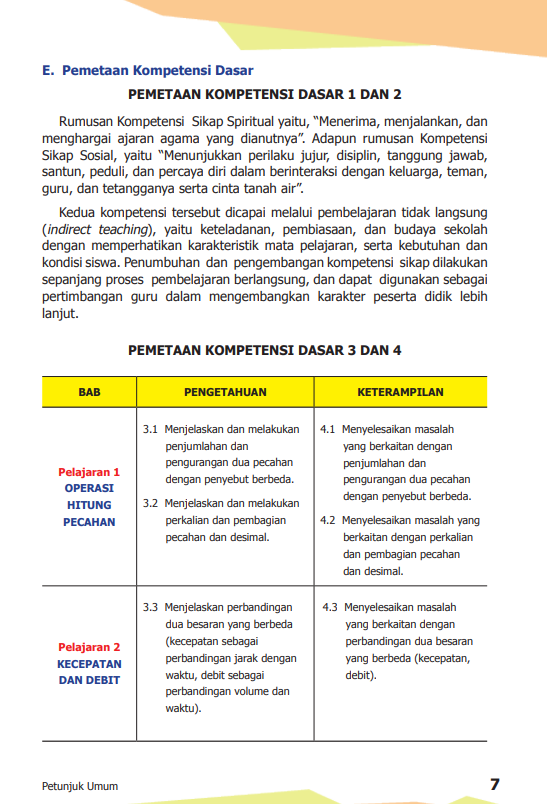 E. Pemetaan Kompetensi Dasar
PEMETAAN KOMPETENSI DASAR 1 DAN 2
Rumusan Kompetensi Sikap Spiritual yaitu, “Menerima, menjalankan, dan
menghargai ajaran agama yang dianutnya”. Adapun rumusan Kompetensi
Sikap Sosial, yaitu “Menunjukkan perilaku jujur, disiplin, tanggung jawab,
santun, peduli, dan percaya diri dalam berinteraksi dengan keluarga, teman,
guru, dan tetangganya serta cinta tanah air”.
Kedua kompetensi tersebut dicapai melalui pembelajaran tidak langsung
(indirect teaching), yaitu keteladanan, pembiasaan, dan budaya sekolah
dengan memperhatikan karakteristik mata pelajaran, serta kebutuhan dan
kondisi siswa. Penumbuhan dan pengembangan kompetensi sikap dilakukan
sepanjang proses pembelajaran berlangsung, dan dapat digunakan sebagai
pertimbangan guru dalam mengembangkan karakter peserta didik lebih
lanjut.
PEMETAAN KOMPETENSI DASAR 3 DAN 4
BAB
PENGETAHUAN
KETERAMPILAN
Pelajaran 1
OPERASI
HITUNG
PECAHAN
3.1 Menjelaskan dan melakukan
penjumlahan dan
pengurangan dua pecahan
dengan penyebut berbeda.
3.2 Menjelaskan dan melakukan
perkalian dan pembagian
pecahan dan desimal.
4.1 Menyelesaikan masalah
yang berkaitan dengan
penjumlahan dan
pengurangan dua pecahan
dengan penyebut berbeda.
4.2 Menyelesaikan masalah yang
berkaitan dengan perkalian
dan pembagian pecahan
dan desimal.
Pelajaran 2
KECEPATAN
DAN DEBIT
3.3 Menjelaskan perbandingan
dua besaran yang berbeda
(kecepatan sebagai
perbandingan jarak dengan
waktu, debit sebagai
perbandingan volume dan
waktu).
4.3 Menyelesaikan masalah
yang berkaitan dengan
perbandingan dua besaran
yang berbeda (kecepatan,
debit).
Petunjuk Umum
7